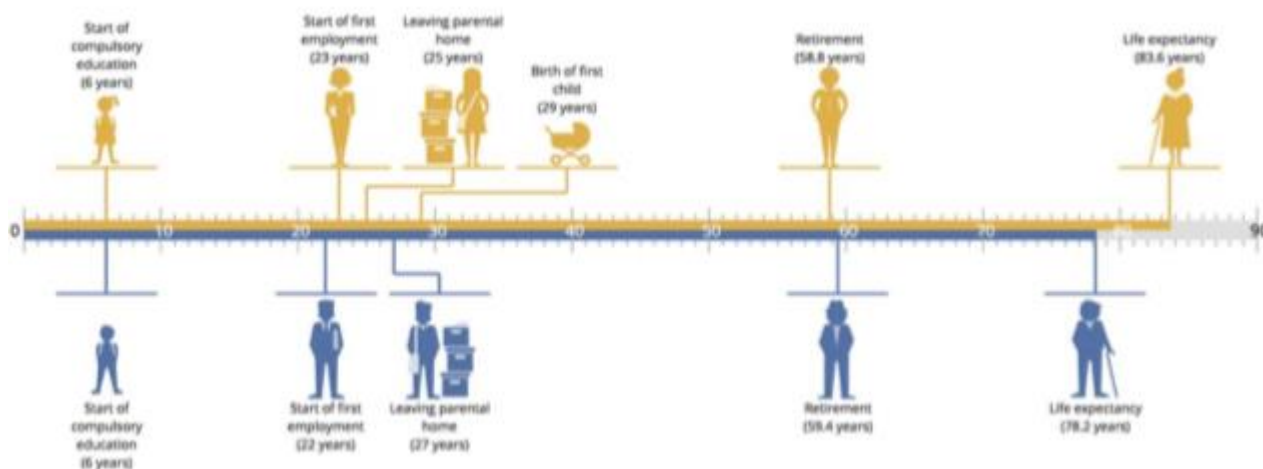 Start of
compulsory
education
(6 years)
Start of first
employment
(23 years)
Leaving parental
home
(25 years)
Birth of first
child
(29 years)
Retirement
(58.8 years)
Life expectancy
(83.6 years)
0 10 20 30 40 50 60 70 80 90
Start of
compulsory
education
(6 years)
Start of first
employment
(22 years)
Leaving parental
home
(27 years)
Retirement
(59.4 years)
Life expectancy
(78.2 years)